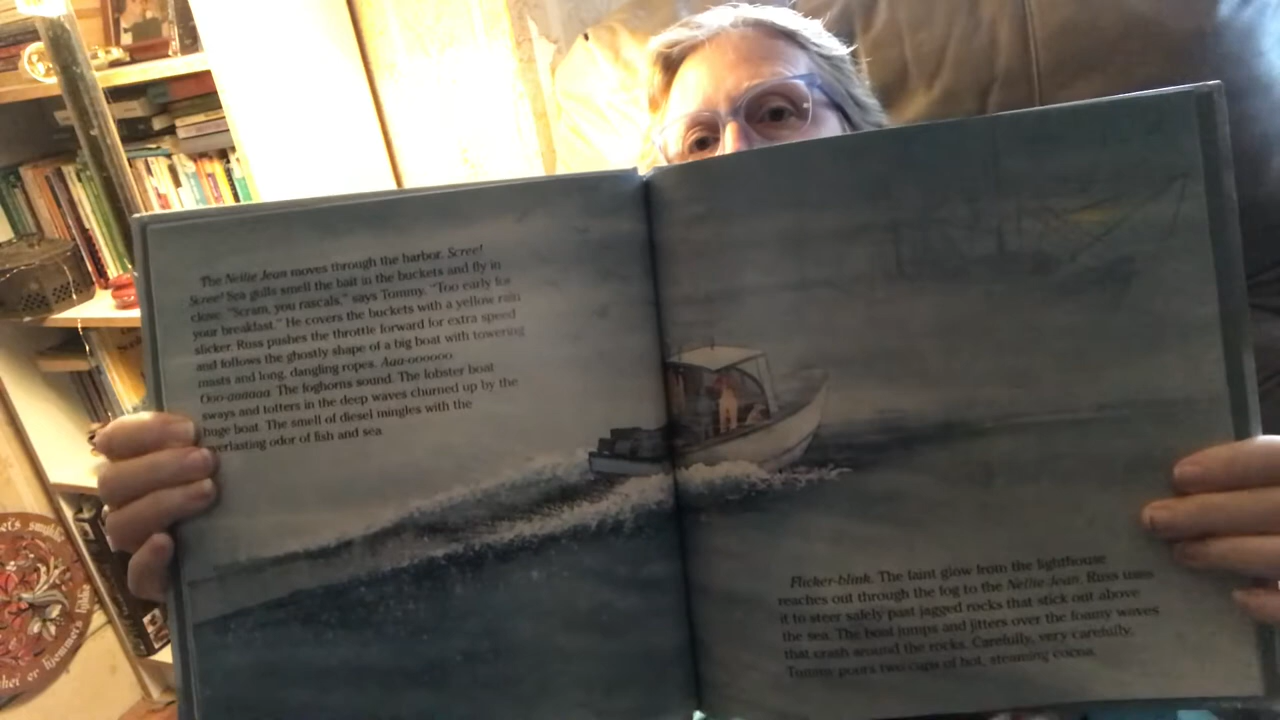 The Nellie Jean moves through the harbor. Scree!
Scree! Sea gulls smell the bait in the buckets and fly in
close. "Scram, you rascals," says Tommy. "Too early for
your breakfast." He covers the buckets with a yellow rain
slicker. Russ pushes the throttle forward for extra speed
and follows the ghostly shape of a big boat with towering
masts and long, dangling ropes. Aaa-oooooo
Ooo-aaaaaa. The foghorns sound. The lobster boat
sways and totters in the deep waves churned up by the
huge boat. The smell of diesel mingles with the
everlasting odor of fish and sea.
Flicker-blink. The faint glow from the lighthouse
reaches out through the fog to the Nellie Jean. Russ uses
it to steer safely past jagged rocks that stick out above
the sea. The boat jumps and jitters over the foamy waves
that crash around the rocks. Carefully, very carefully,
Tommy pours two cups of hot, steaming cocoa.